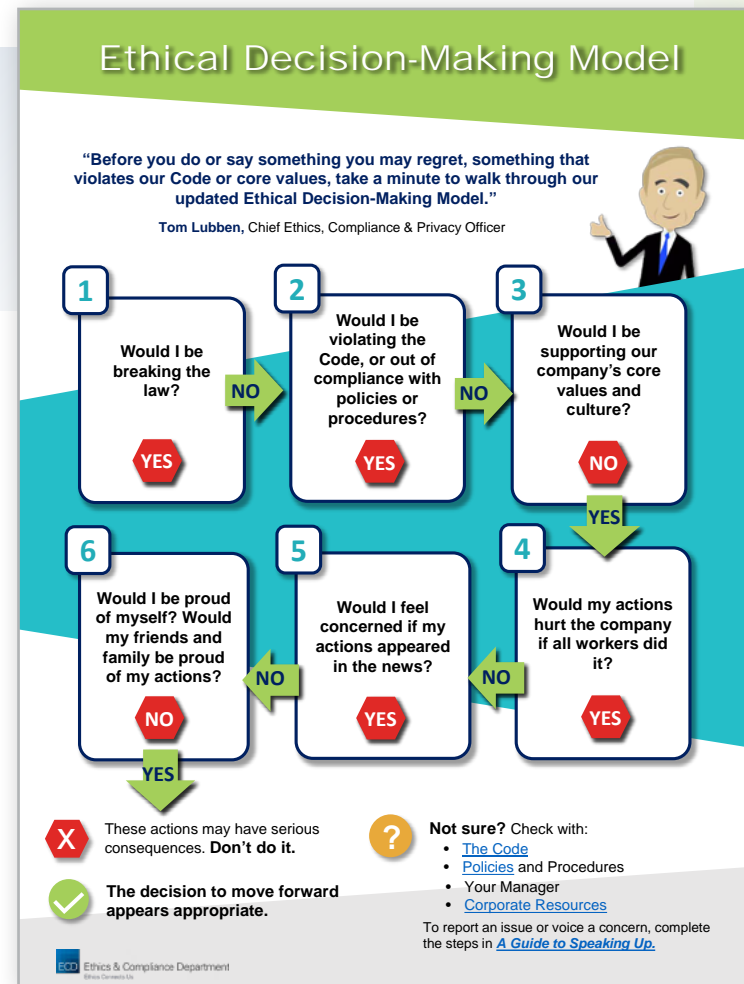 Ethical Decision-Making Model
“Before you do or say something you may regret, something that
violates our Code or core values, take a minute to walk through our
updated Ethical Decision-Making Model.”
Tom Lubben, Chief Ethics, Compliance & Privacy Officer
1
Would I be
breaking the
law?
YES
NO
2
Would I be
violating the
Code, or out of
compliance with
policies or
procedures?
YES
NO
3
Would I be
supporting our
company’s core
values and
culture?
NO
YES
4
Would my actions
hurt the company
if all workers did
it?
YES
NO
5
Would I feel
concerned if my
actions appeared
in the news?
YES
NO
6
Would I be proud
of myself? Would
my friends and
family be proud
of my actions?
NO
YES
X
These actions may have serious
consequences. Don’t do it.
The decision to move forward
appears appropriate.
?
Not sure? Check with:
• The Code
• Policies and Procedures
• Your Manager
• Corporate Resources
To report an issue or voice a concern, complete
the steps in A Guide to Speaking Up.
ECD Ethics & Compliance Department
Ethics Connects Us